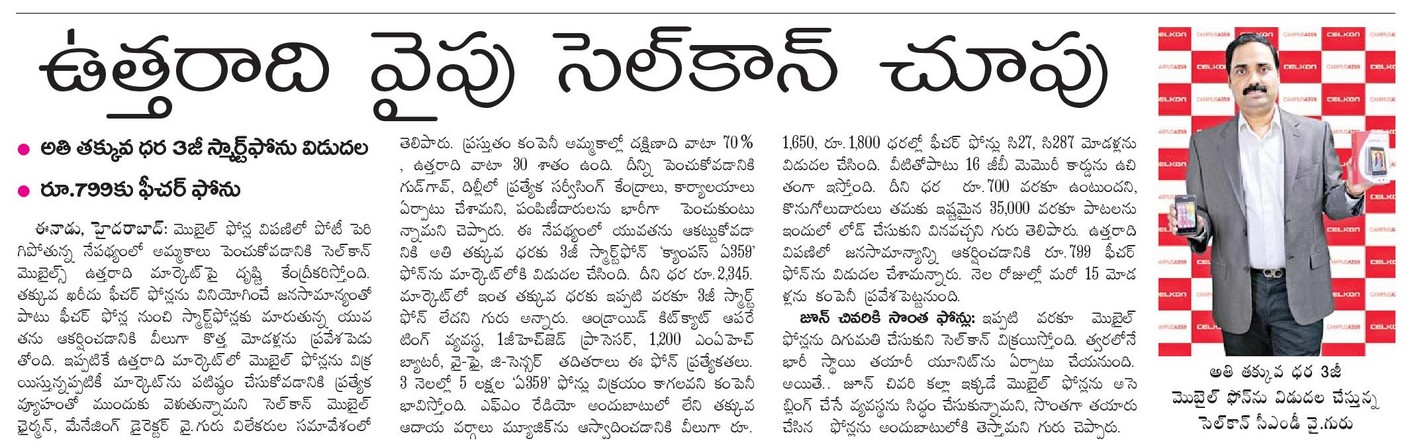 ఉత్తరాది వైపు సెల్‌కాన్ చూపు
● అతి తక్కువ ధర 3జీ స్మార్ట్‌ఫోను విడుదల
● రూ.799కు ఫీచర్ ఫోను
ఈనాడు, హైదరాబాద్: మొబైల్ ఫోన్ల విపణిలో పోటీ పెరి
గిపోతున్న నేపథ్యంలో అమ్మకాలు పెంచుకోవడానికి సెల్‌కాన్
మొబైల్స్ ఉత్తరాది మార్కెట్‌పై దృష్టి కేంద్రీకరిస్తోంది.
తక్కువ ఖరీదు ఫీచర్ ఫోన్లను వినియోగించే జనసామాన్యంతో
పాటు ఫీచర్ ఫోన్ల నుంచి స్మార్ట్‌ఫోన్లకు మారుతున్న యువ
తను ఆకర్షించడానికి వీలుగా కొత్త మోడళ్లను ప్రవేశపెడు
తోంది. ఇప్పటికే ఉత్తరాది మార్కెట్‌లో మొబైల్ ఫోన్లను విక్ర
యిస్తున్నప్పటికీ మార్కెట్‌ను పటిష్ఠం చేసుకోవడానికి ప్రత్యేక
వ్యూహంతో ముందుకు వెళుతున్నామని సెల్‌కాన్ మొబైల్
ఛైర్మన్, మేనేజింగ్ డైరెక్టర్ వై.గురు విలేకరుల సమావేశంలో
తెలిపారు. ప్రస్తుతం కంపెనీ అమ్మకాల్లో దక్షిణాది వాటా 70%
, ఉత్తరాది వాటా 30 శాతం ఉంది. దీన్ని పెంచుకోవడానికి
గుడ్‌గావ్, దిల్లీలో ప్రత్యేక సర్వీసింగ్ కేంద్రాలు, కార్యాలయాలు
ఏర్పాటు చేశామని, పంపిణీదారులను భారీగా పెంచుకుంటు
న్నామని చెప్పారు. ఈ నేపథ్యంలో యువతను ఆకట్టుకోవడా
నికి అతి తక్కువ ధరకు 3జీ స్మార్ట్‌ఫోన్ ‘క్యాంపస్ ఏ359’
ఫోన్‌ను మార్కెట్‌లోకి విడుదల చేసింది. దీని ధర రూ.2,345.
మార్కెట్‌లో ఇంత తక్కువ ధరకు ఇప్పటి వరకూ 3జీ స్మార్ట్
ఫోన్ లేదని గురు అన్నారు. ఆండ్రాయిడ్ కిట్‌క్యాట్ ఆపరే
టింగ్ వ్యవస్థ, 1జీహెచ్‌జెడ్ ప్రాసెసర్, 1,200 ఎంఏహెచ్
బ్యాటరీ, వై-ఫై, జి-సెన్సర్ తదితరాలు ఈ ఫోన్ ప్రత్యేకతలు.
3 నెలల్లో 5 లక్షల ‘ఏ359’ ఫోన్లు విక్రయం కాగలవని కంపెనీ
భావిస్తోంది. ఎఫ్ఎం రేడియో అందుబాటులో లేని తక్కువ
ఆదాయ వర్గాలు మ్యూజిక్‌ను ఆస్వాదించడానికి వీలుగా రూ.
1,650, రూ. 1,800 ధరల్లో ఫీచర్ ఫోన్లు సి27, సి287 మోడళ్లను
విడుదల చేసింది. వీటితోపాటు 16 జీబీ మెమొరీ కార్డును ఉచి
తంగా ఇస్తోంది. దీని ధర రూ.700 వరకూ ఉంటుందని,
కొనుగోలుదారులు తమకు ఇష్టమైన 35,000 వరకూ పాటలను
ఇందులో లోడ్ చేసుకుని వినవచ్చని గురు తెలిపారు. ఉత్తరాది
విపణిలో జనసామాన్యాన్ని ఆకర్షించడానికి రూ.799 ఫీచర్
ఫోన్‌ను విడుదల చేశామన్నారు. నెల రోజుల్లో మరో 15 మోడ
ళ్లను కంపెనీ ప్రవేశపెట్టనుంది.
జూన్ చివరికి సొంత ఫోన్లు: ఇప్పటి వరకూ మొబైల్
ఫోన్లను దిగుమతి చేసుకుని సెల్‌కాన్ విక్రయిస్తోంది. త్వరలోనే
భారీ స్థాయి తయారీ యూనిట్‌ను ఏర్పాటు చేయనుంది.
అయితే.. జూన్ చివరి కల్లా ఇక్కడే మొబైల్ ఫోన్లను అసె
బ్లింగ్ చేసే వ్యవస్థను సిద్ధం చేసుకున్నామని, సొంతగా తయారు
చేసిన ఫోన్లను అందుబాటులోకి తెస్తామని గురు చెప్పారు.
CELKON CAMPUSA359 CELKON
అతి తక్కువ ధర 3జీ
మొబైల్ ఫోన్‌ను విడుదల చేస్తున్న
సెల్‌కాన్ సీఎండీ వై.గురు